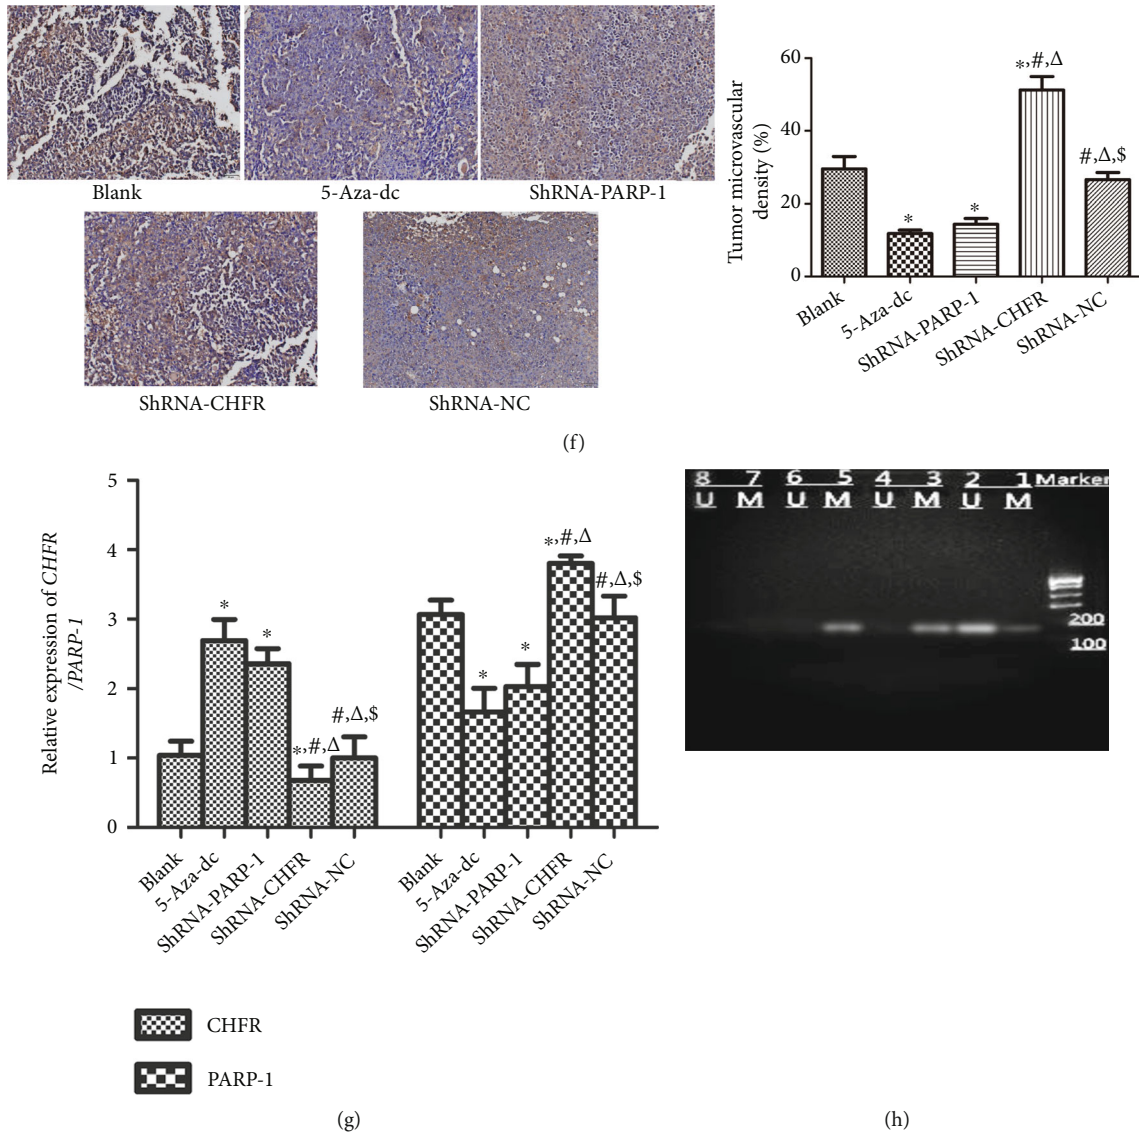 Blank
5-Aza-dc
ShRNA-PARP-1
ShRNA-CHFR
ShRNA-NC
Tumor microvascular
density (%)
60
40
20
0
*
*
*,#,Δ
#,Δ,$
Blank
5-Aza-dc
ShRNA-PARP-1
ShRNA-CHFR
ShRNA-NC
(f)
Relative expression of CHFR
/PARP-1
5
4
3
2
1
0
*
*
*,#,Δ
#,Δ,$
*
*
*,#,Δ
#,Δ,$
Blank
5-Aza-dc
ShRNA-PARP-1
ShRNA-CHFR
ShRNA-NC
Blank
5-Aza-dc
ShRNA-PARP-1
ShRNA-CHFR
ShRNA-NC
CHFR
PARP-1
(g)
8 7 6 5 4 3 2 1 Marker
U M U M U M U M
200
100
(h)